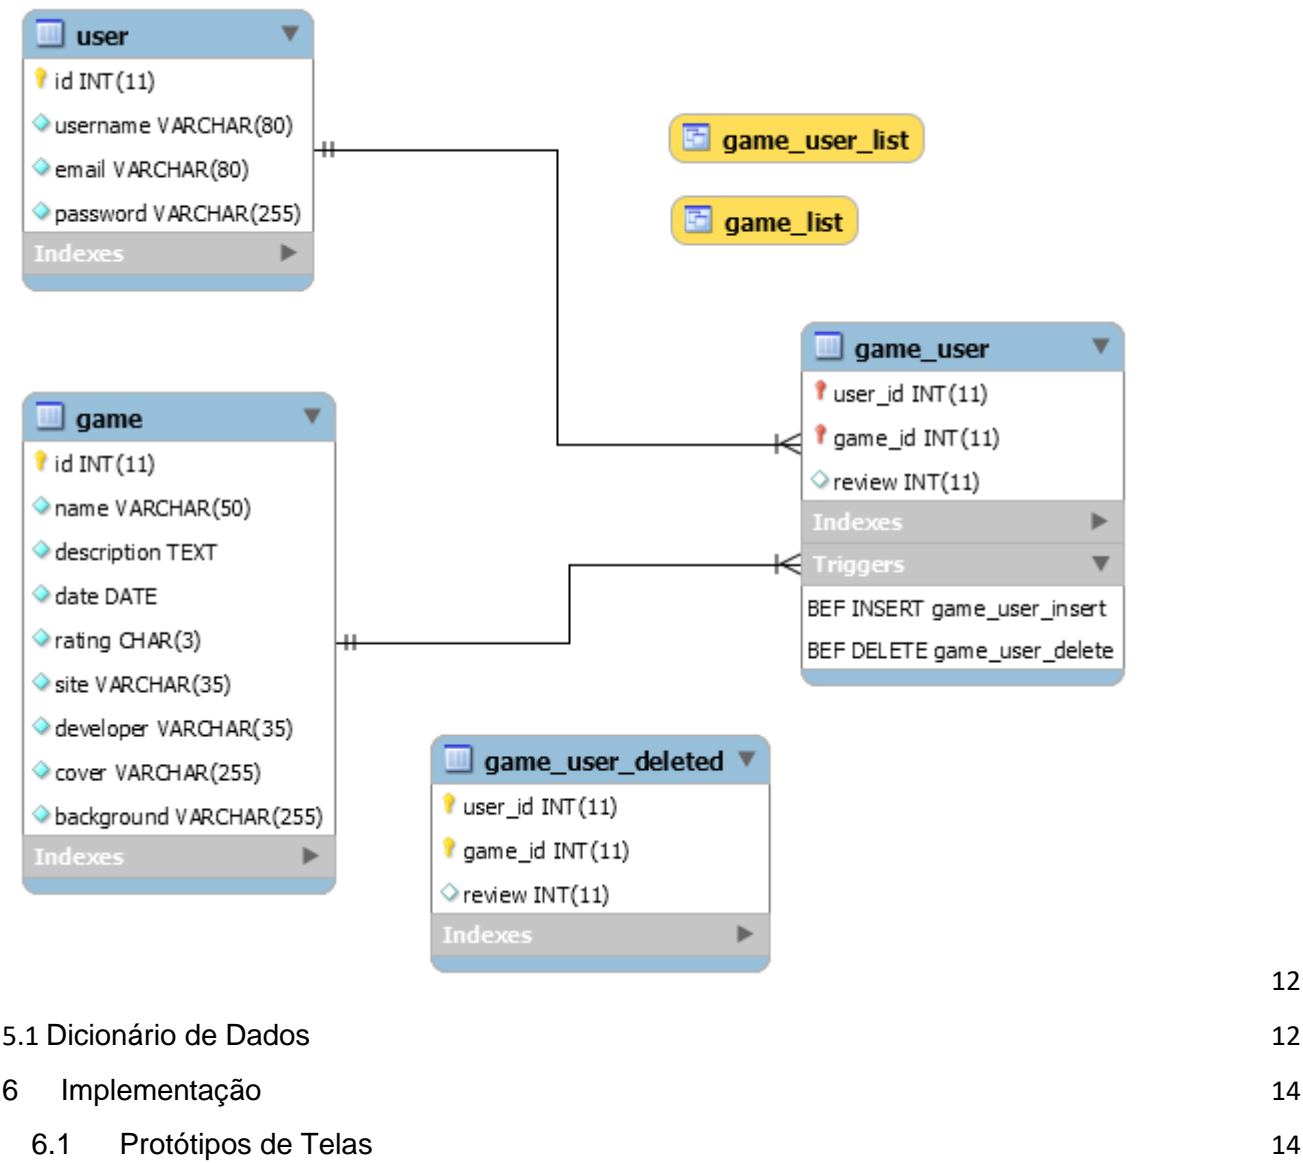 user
id INT(11)
username VARCHAR(80)
email VARCHAR(80)
password VARCHAR(255)
Indexes
game_user_list
game_list
game_user
user_id INT(11)
game_id INT(11)
review INT(11)
Indexes
Triggers
BEF INSERT game_user_insert
BEF DELETE game_user_delete
game
id INT(11)
name VARCHAR(50)
description TEXT
date DATE
rating CHAR(3)
site VARCHAR(35)
developer VARCHAR(35)
cover VARCHAR(255)
background VARCHAR(255)
Indexes
game_user_deleted
user_id INT(11)
game_id INT(11)
review INT(11)
Indexes
12
5.1 Dicionário de Dados 12
6 Implementação 14
6.1 Protótipos de Telas 14